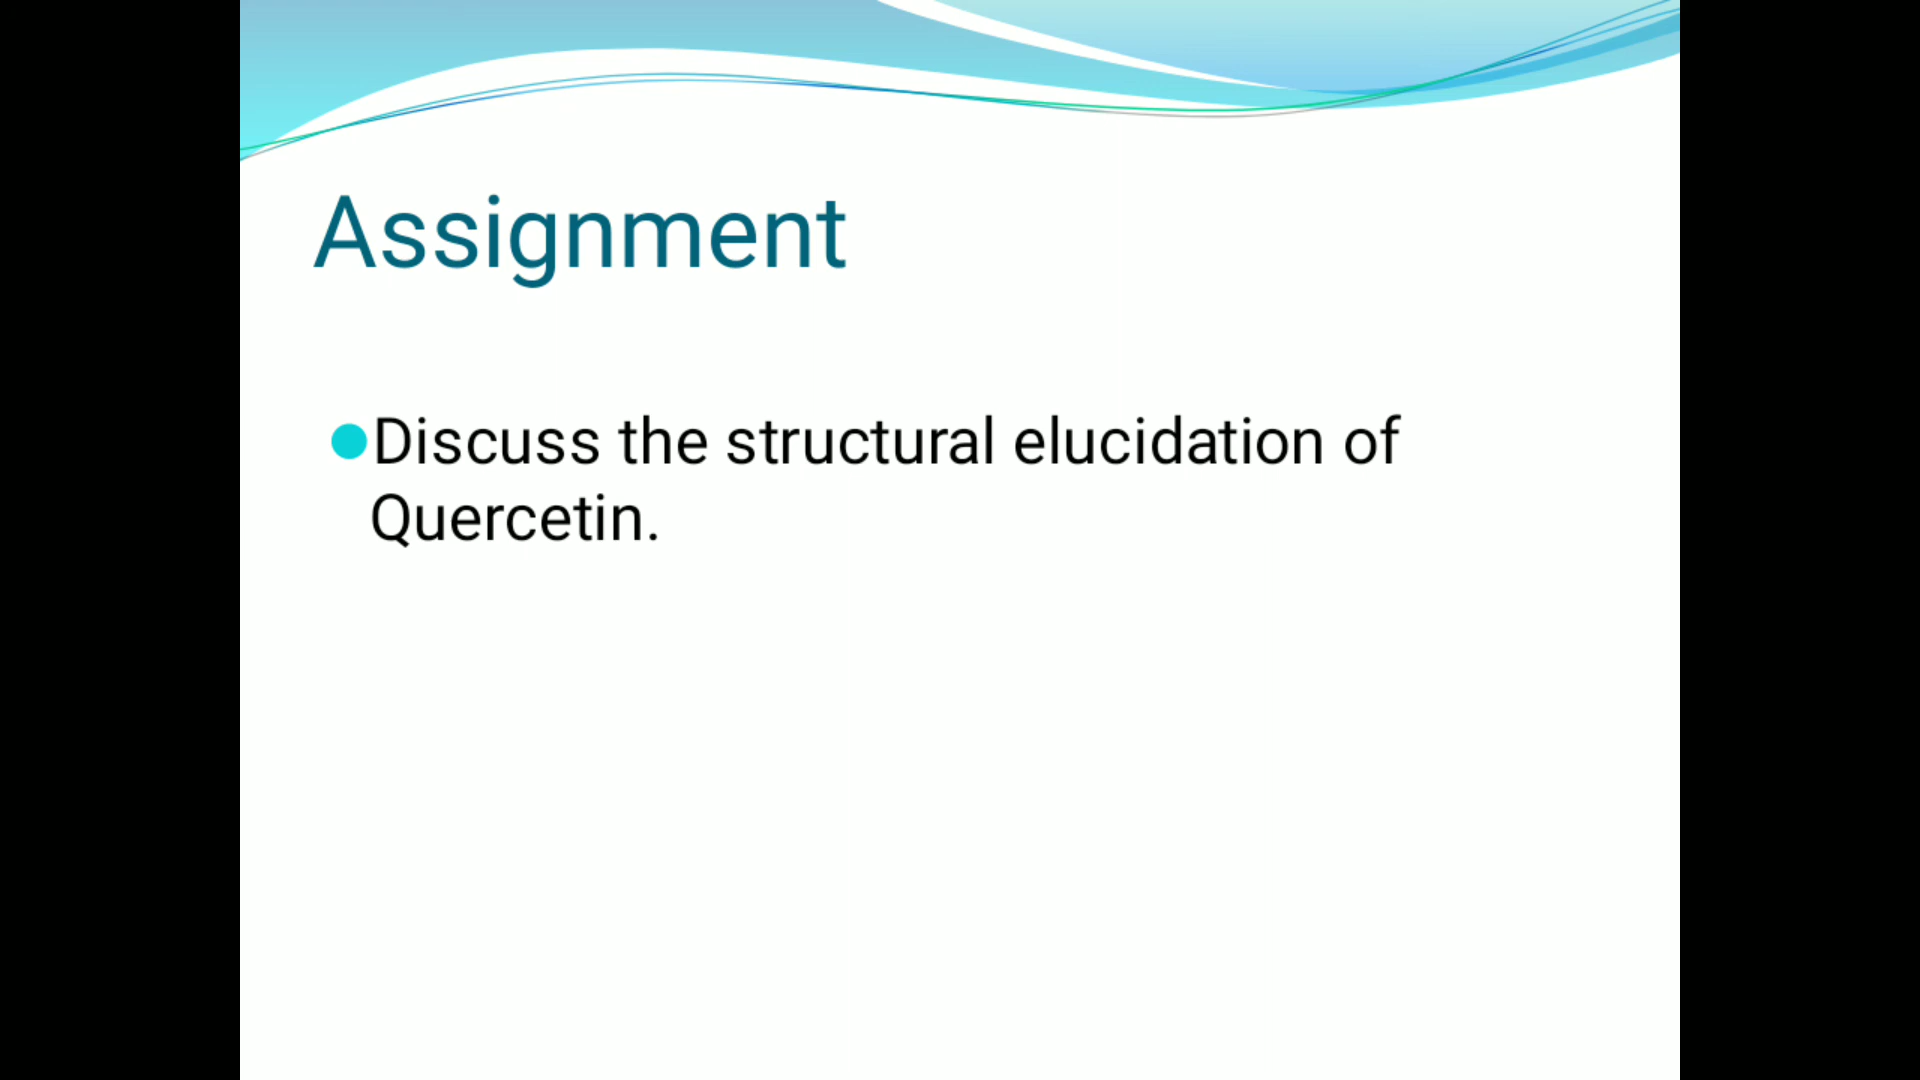 Assignment
Discuss the structural elucidation of
Quercetin.